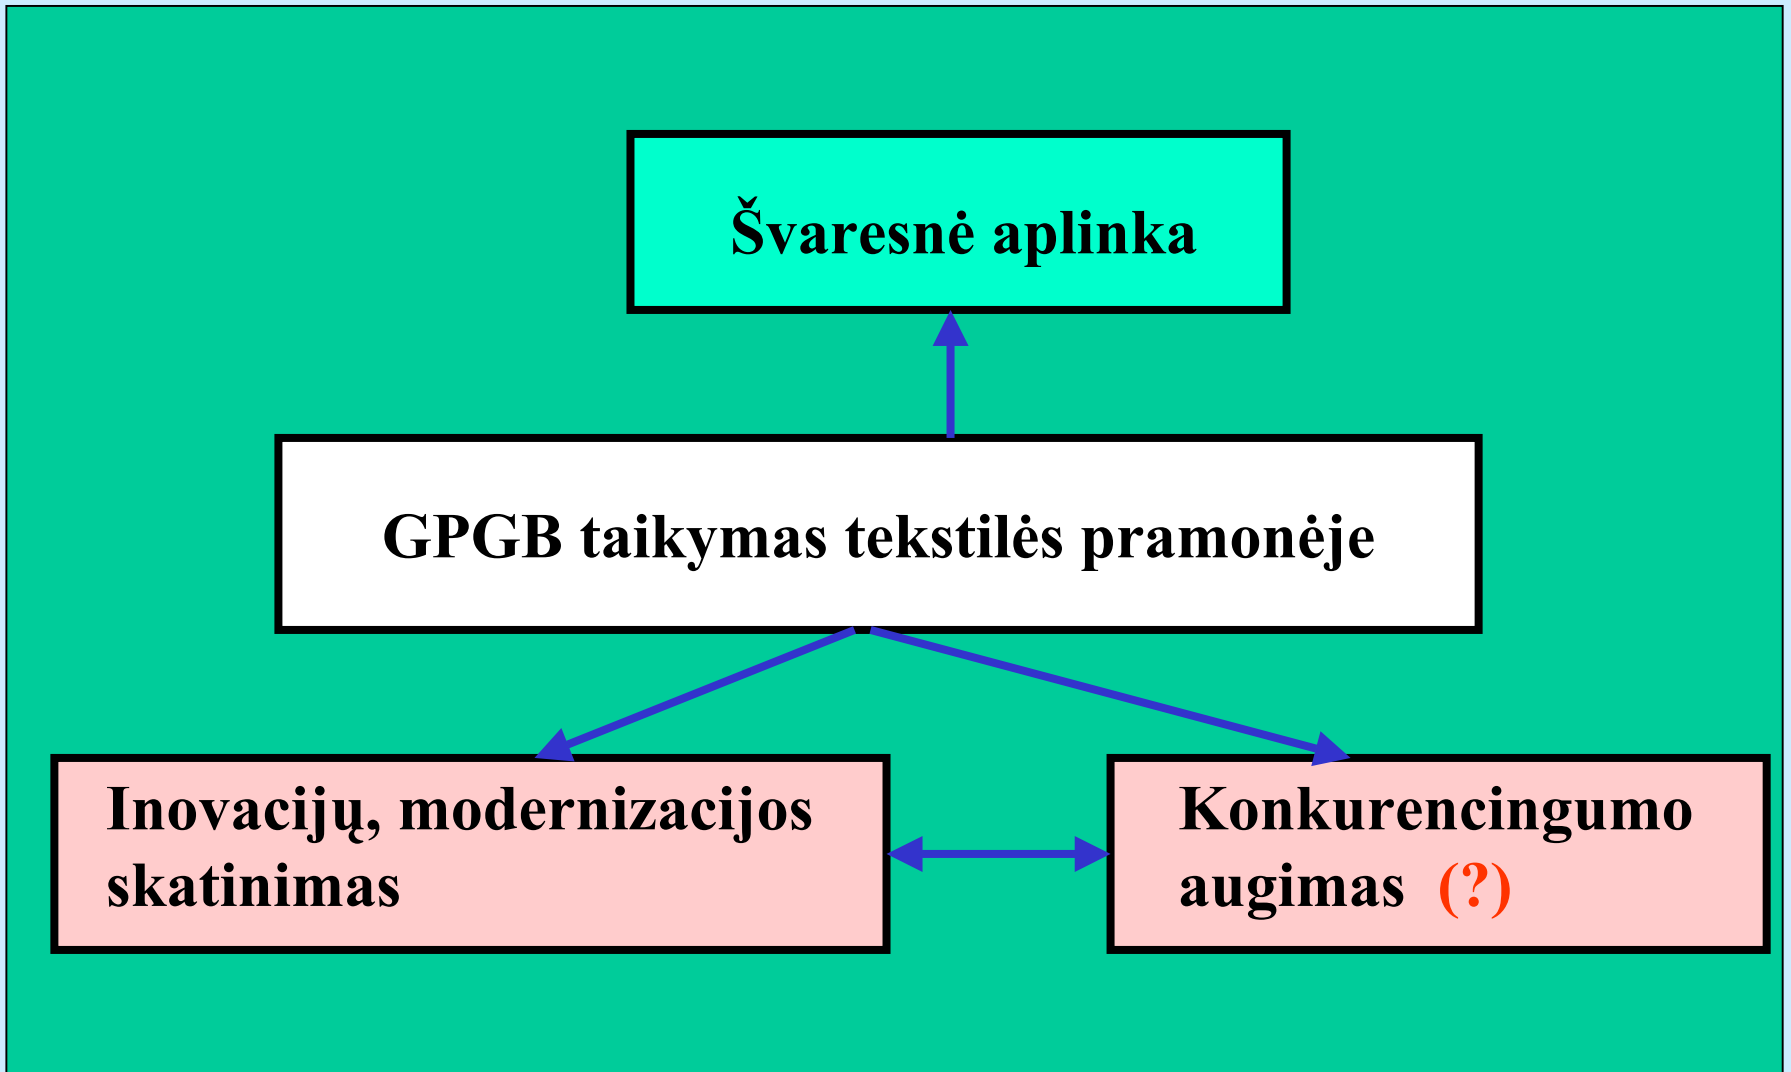 Švaresnė aplinka
GPGB taikymas tekstilės pramonėje
Inovacijų, modernizacijos
skatinimas
Konkurencingumo
augimas (?)